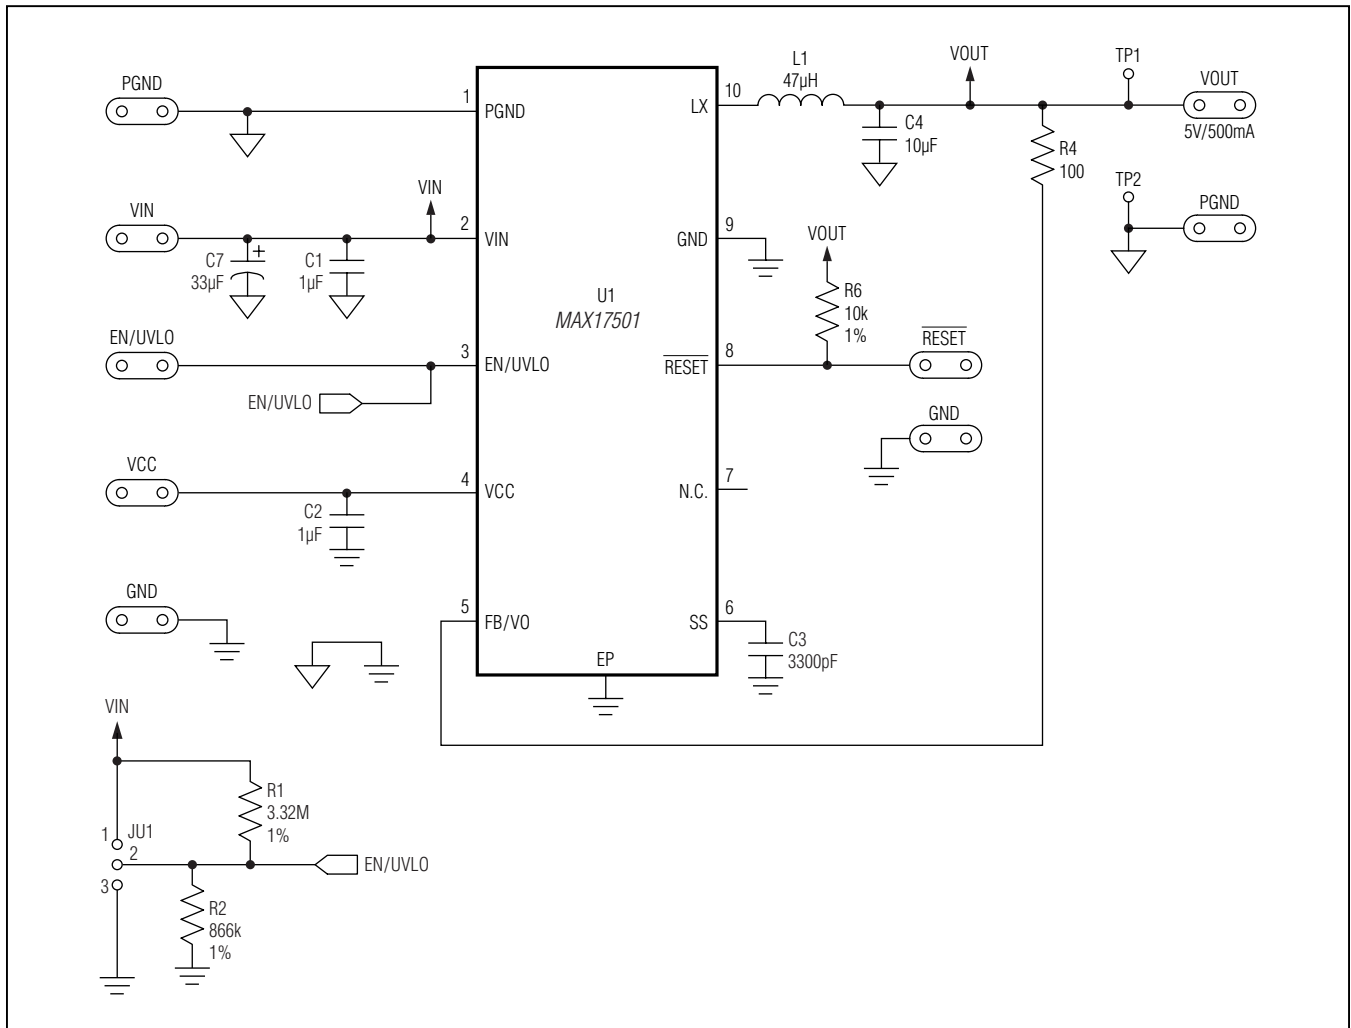 PGND
VIN
C7
33µF
+
C1
1µF
VIN
EN/UVLO
EN/UVLO
VCC
C2
1µF
GND
1
PGND
2
VIN
3
EN/UVLO
4
VCC
5
FB/VO
U1
MAX17501
EP
10
LX
9
GND
8
RESET
7
N.C.
6
SS
L1
47µH
C4
10µF
VOUT
R4
100
TP1
VOUT
5V/500mA
TP2
PGND
VOUT
R6
10k
1%
RESET
GND
C3
3300pF
VIN
R1
3.32M
1%
1
JU1
2
3
EN/UVLO
R2
866k
1%